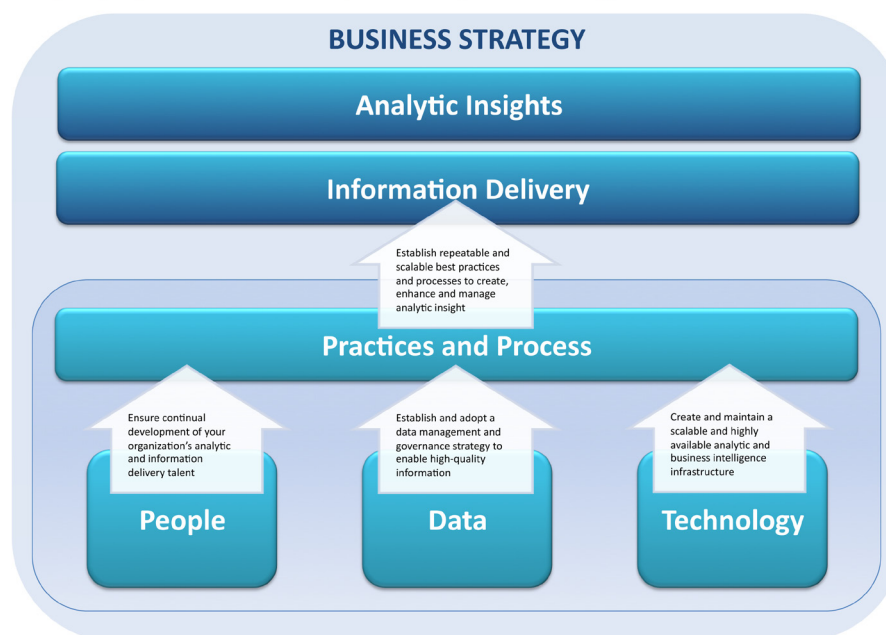 BUSINESS STRATEGY
Analytic Insights
Information Delivery
Establish repeatable and
scalable best practices
and processes to create,
enhance and manage
analytic insight
Practices and Process
Ensure continual
development of your
organization's analytic
and information
delivery talent
Establish and adopt a
data management and
governance strategy to
enable high-quality
information
Create and maintain a
scalable and highly
available analytic and
business intelligence
infrastructure
People
Data
Technology